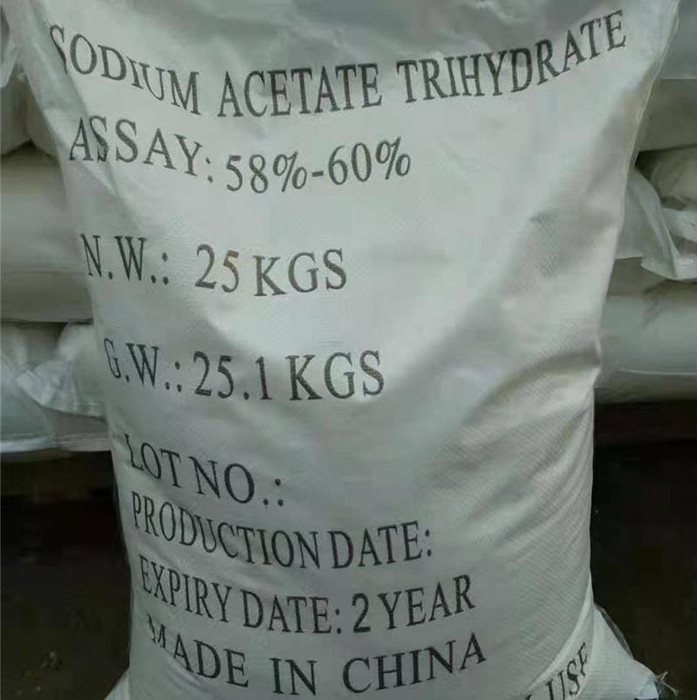 SODIUM ACETATE TRIHYDRATE
ASSAY: 58%-60%
N.W.: 25 KGS
G.W.: 25.1 KGS
LOT NO.:
PRODUCTION DATE:
EXPIRY DATE: 2 YEAR
MADE IN CHINA
USE